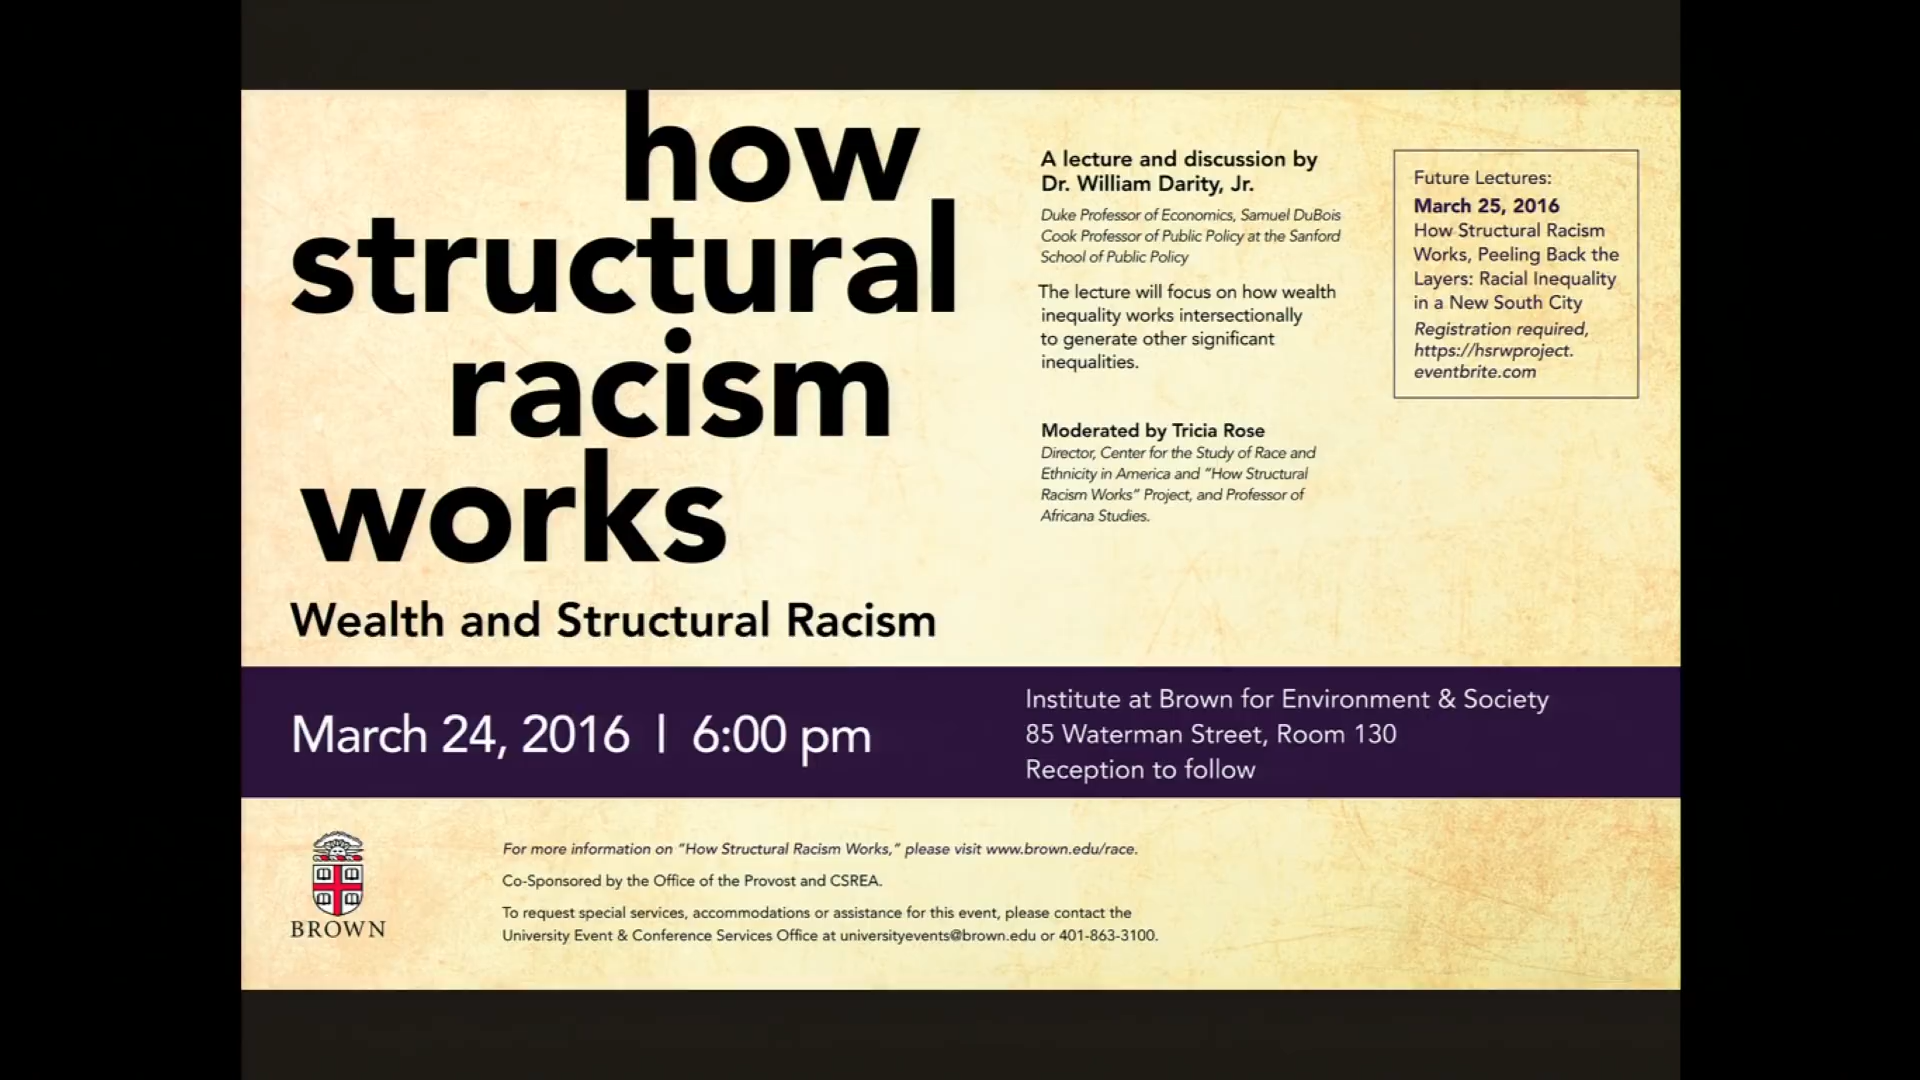 how
structural
racism
works
Wealth and Structural Racism
A lecture and discussion by
Dr. William Darity, Jr.
Duke Professor of Economics, Samuel DuBois
Cook Professor of Public Policy at the Sanford
School of Public Policy
The lecture will focus on how wealth
inequality works intersectionally
to generate other significant
inequalities.
Moderated by Tricia Rose
Director, Center for the Study of Race and
Ethnicity in America and “How Structural
Racism Works” Project, and Professor of
Africana Studies.
Future Lectures:
March 25, 2016
How Structural Racism
Works, Peeling Back the
Layers: Racial Inequality
in a New South City
Registration required,
https://hsrwproject.
eventbrite.com
March 24, 2016 | 6:00 pm
Institute at Brown for Environment & Society
85 Waterman Street, Room 130
Reception to follow
BROWN
For more information on “How Structural Racism Works,” please visit www.brown.edu/race.
Co-Sponsored by the Office of the Provost and CSREA.
To request special services, accommodations or assistance for this event, please contact the
University Event & Conference Services Office at universityevents@brown.edu or 401-863-3100.